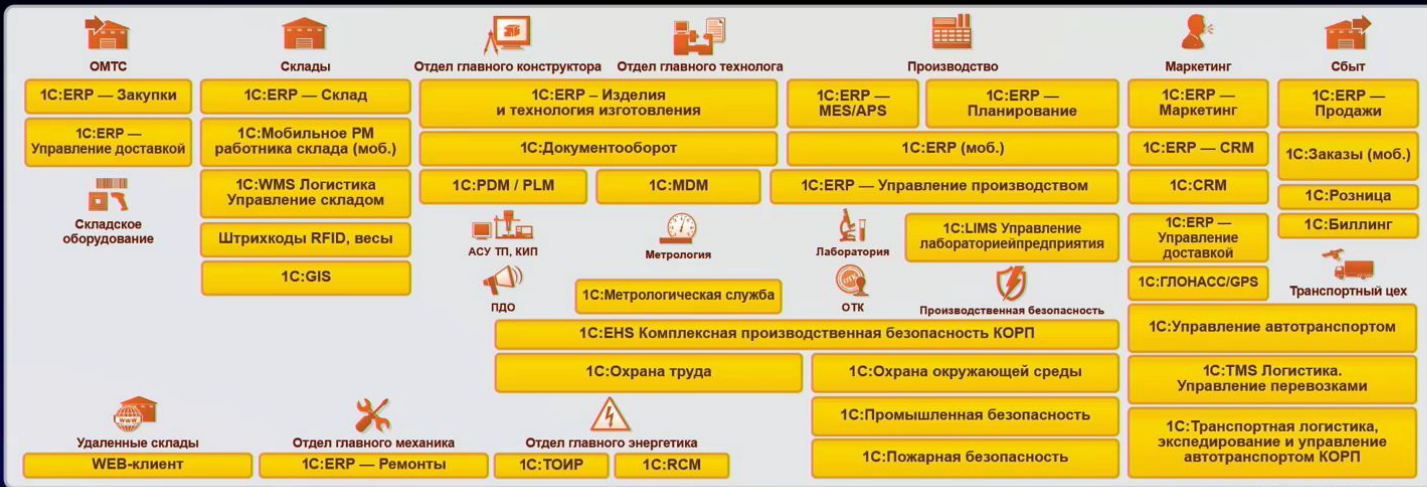 ОМТС
Склады
Отдел главного конструктора
Отдел главного технолога
Производство
Маркетинг
Сбыт
1С:ERP — Закупки
1С:ERP — Склад
1С:ERP – Изделия
и технология изготовления
1С:ERP —
MES/APS
1С:ERP —
Планирование
1С:ERP —
Маркетинг
1С:ERP —
Продажи
1С:ERP —
Управление доставкой
1С:Мобильное РМ
работника склада (моб.)
1С:Документооборот
1С:ERP (моб.)
1С:ERP — CRM
1С:Заказы (моб.)
1С:WMS Логистика
Управление складом
1С:PDM / PLM
1С:MDM
1С:ERP — Управление производством
1С:CRM
1С:Розница
Складское
оборудование
Штрихкоды RFID, весы
АСУ ТП, КИП
Метрология
Лаборатория
1С:LIMS Управление
лабораториейпредприятия
1С:ERP —
Управление
доставкой
1С:Биллинг
1С:GIS
ПДО
1С:Метрологическая служба
ОТК
ОТК
Производственная безопасность
1С:ГЛОНАСС/GPS
Транспортный цех
1С:EHS Комплексная производственная безопасность КОРП
1С:Управление автотранспортом
1С:Охрана труда
1С:Охрана окружающей среды
1С:TMS Логистика.
Управление перевозками
WWW
Удаленные склады
Отдел главного механика
Отдел главного энергетика
1С:Промышленная безопасность
1С:Транспортная логистика,
экспедирование и управление
автотранспортом КОРП
WEB-клиент
1С:ERP — Ремонты
1С:ТОИР
1С:RCM
1С:Пожарная безопасность